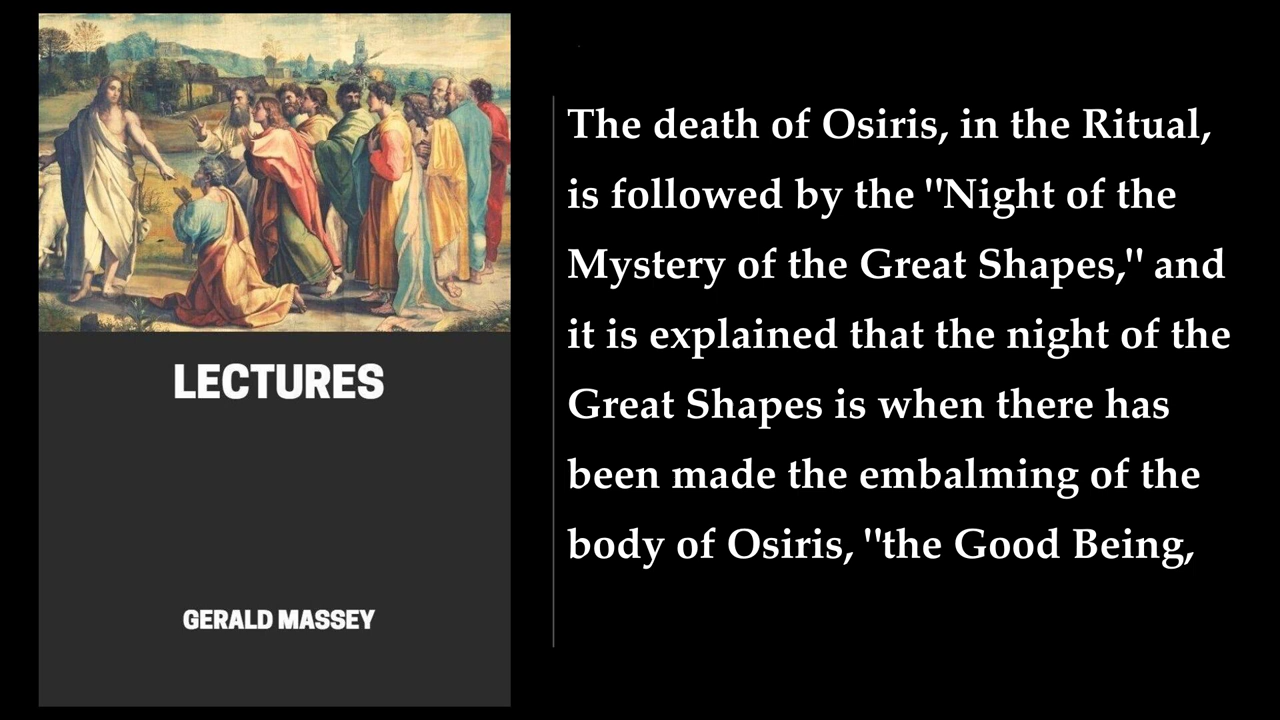 LECTURES
GERALD MASSEY
The death of Osiris, in the Ritual,
is followed by the "Night of the
Mystery of the Great Shapes," and
it is explained that the night of the
Great Shapes is when there has
been made the embalming of the
body of Osiris, "the Good Being,